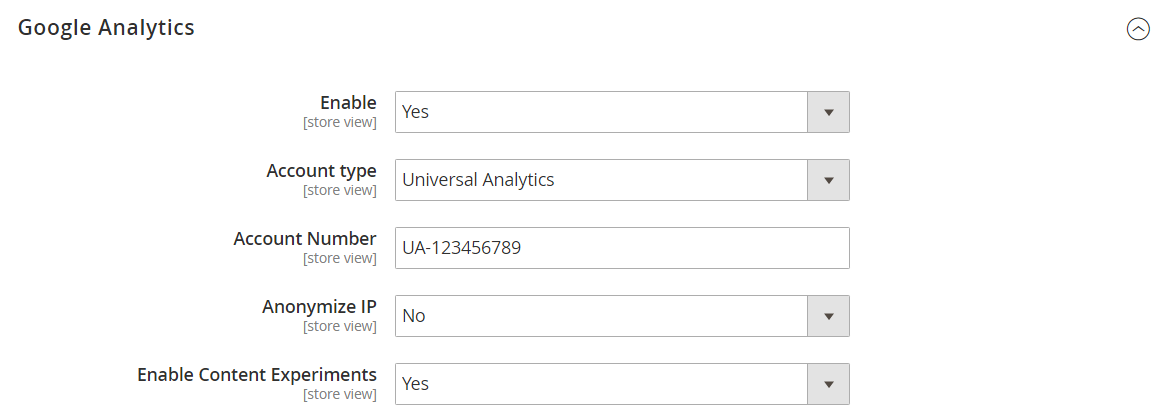 Google Analytics
Enable
[store view]
Yes
Account type
[store view]
Universal Analytics
Account Number
[store view]
UA-123456789
Anonymize IP
[store view]
No
Enable Content Experiments
[store view]
Yes